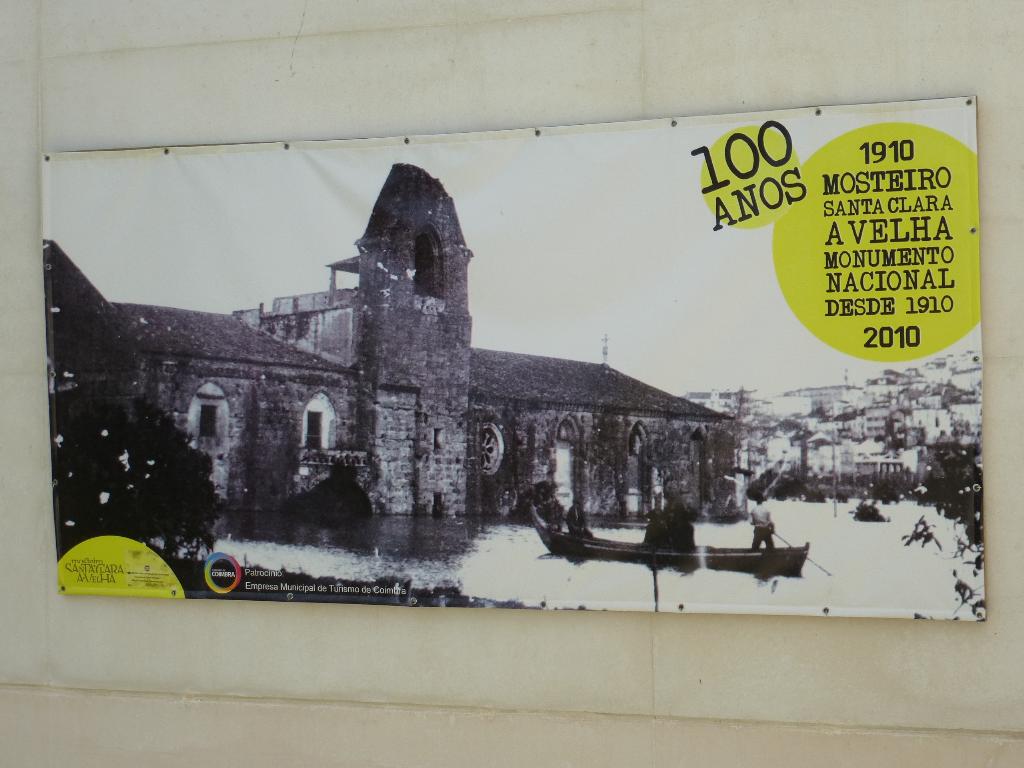 100
ANOS
1910
MOSTEIRO
SANTA CLARA
A VELHA
MONUMENTO
NACIONAL
DESDE 1910
2010
mosteiro
SANTA CLARA
A VELHA
COIMBRA
Patrocínio
Empresa Municipal de Turismo de Coimbra